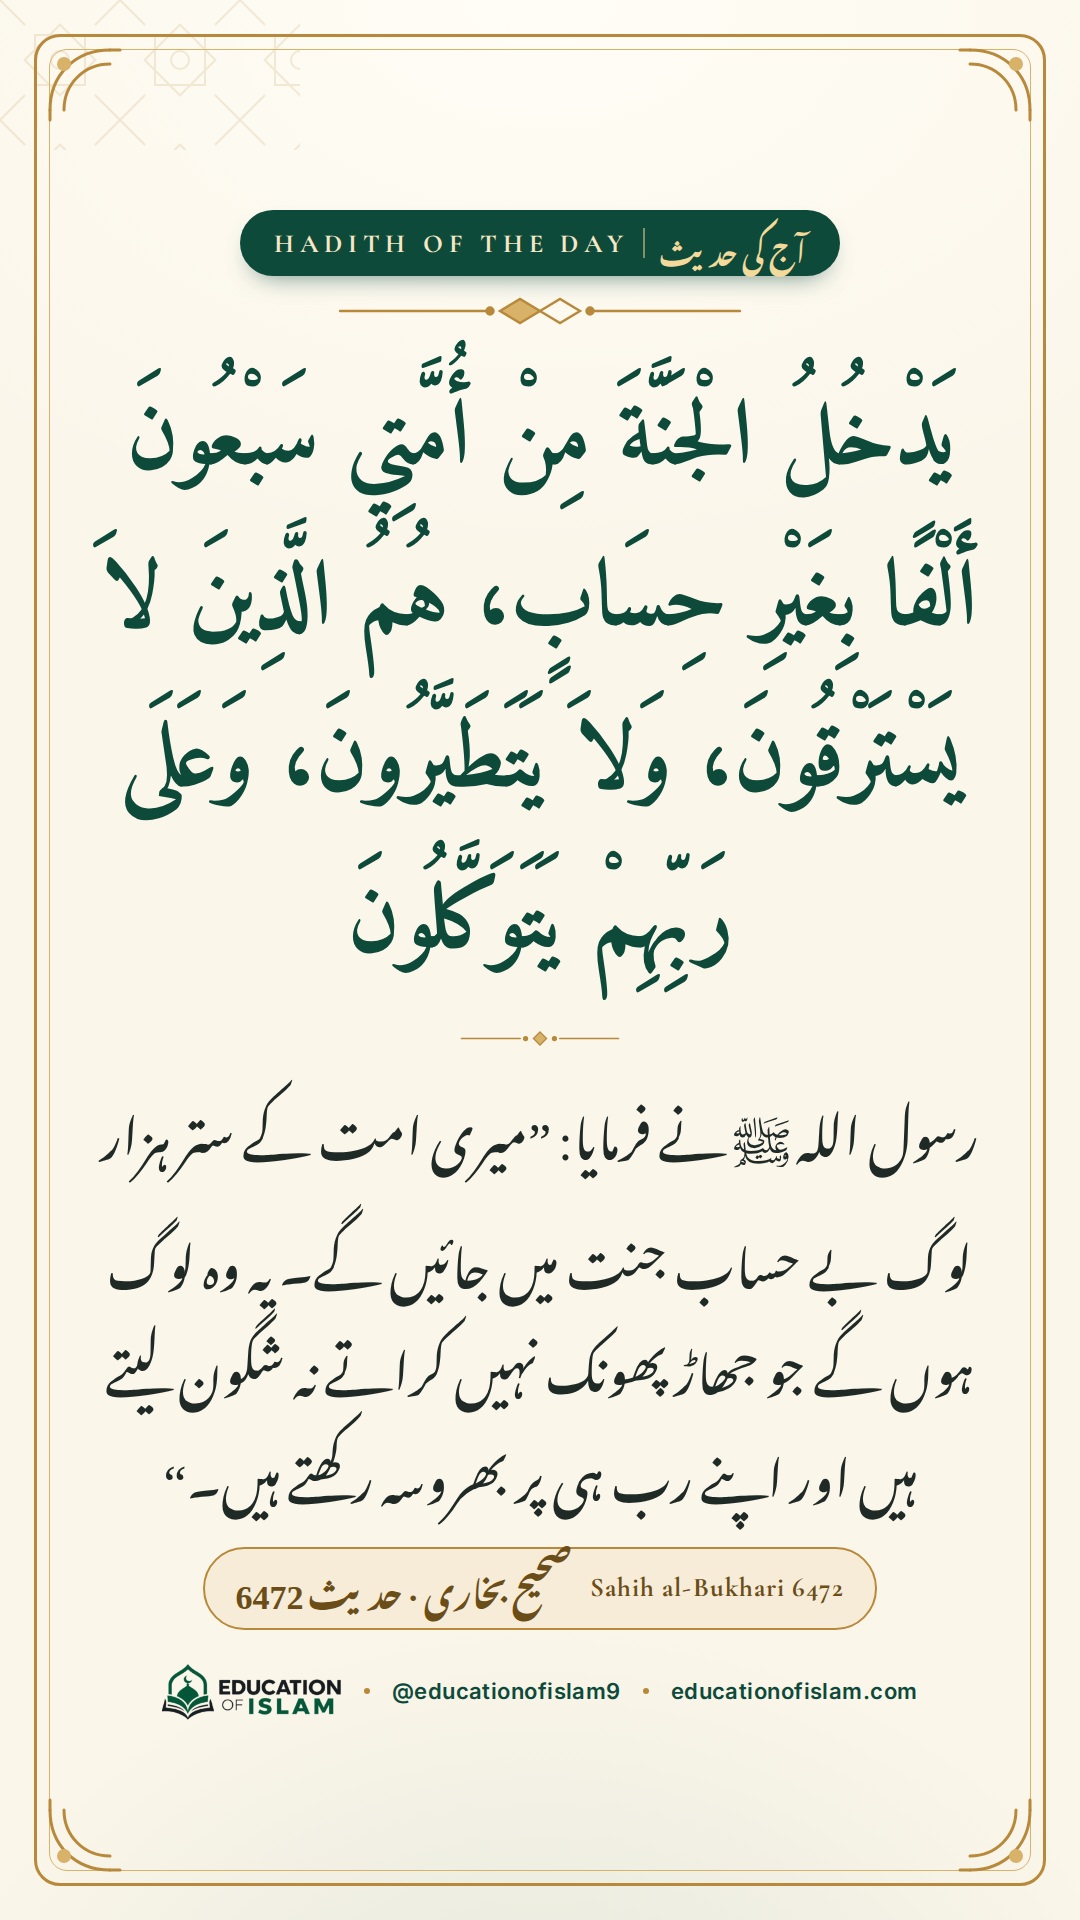 HADITH OF THE DAY | آج کی حدیث
يَدْخُلُ الْجَنَّةَ مِنْ أُمَّتِي سَبْعُونَ
أَلْفًا بِغَيْرِ حِسَابٍ، هُمُ الَّذِينَ لاَ
يَسْتَرْقُونَ، وَلاَ يَتَطَيَّرُونَ، وَعَلَى
رَبِّهِمْ يَتَوَكَّلُونَ
رسول اللہ ﷺ نے فرمایا: ”میری امت کے ستر ہزار
لوگ بے حساب جنت میں جائیں گے۔ یہ وہ لوگ
ہوں گے جو جھاڑ پھونک نہیں کراتے نہ شگون لیتے
ہیں اور اپنے رب ہی پر بھروسہ رکھتے ہیں۔“
صحیح بخاری · حدیث 6472 Sahih al-Bukhari 6472
EDUCATION OF ISLAM • @educationofislam9 • educationofislam.com